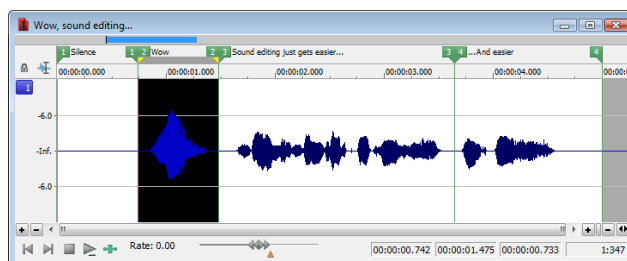 Wow, sound editing...
1 Silence 1 2 Wow 2 3 Sound editing just gets easier... 3 4 ...And easier 4
00:00:00.000 00:00:01.000 00:00:02.000 00:00:03.000 00:00:04.000
1
-6.0
-Inf.
-6.0
Rate: 0.00 00:00:00.742 00:00:01.475 00:00:00.733 1:347